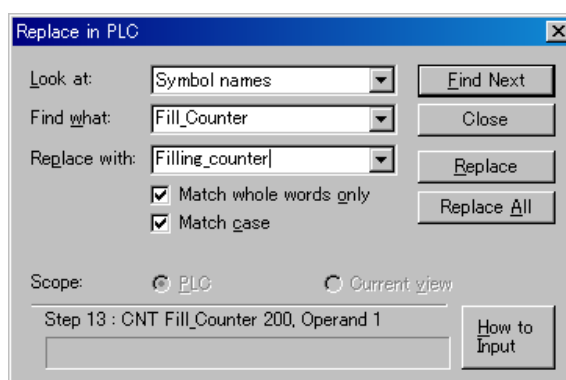 Replace in PLC
Look at: Symbol names Find Next
Find what: Fill_Counter Close
Replace with: Filling_counter Replace
Match whole words only
Replace All
Match case
Scope: PLC Current view
Step 13 : CNT Fill_Counter 200, Operand 1
How to
Input